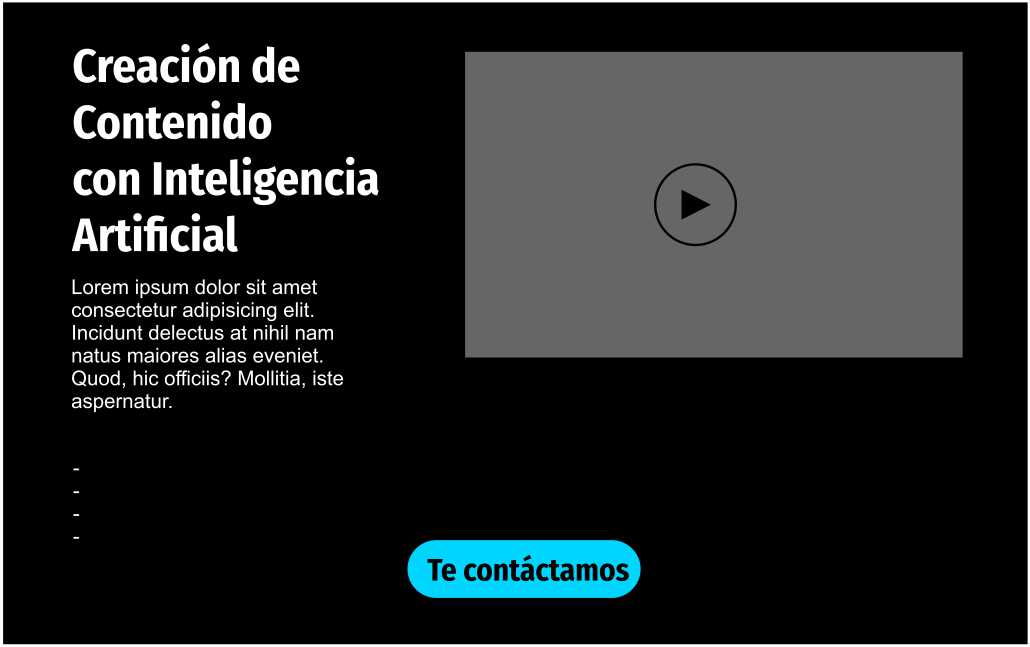 Creación de
Contenido
con Inteligencia
Artificial
Lorem ipsum dolor sit amet
consectetur adipisicing elit.
Incidunt delectus at nihil nam
natus maiores alias eveniet.
Quod, hic officiis? Mollitia, iste
aspernatur.
-
-
-
-
Te contáctamos